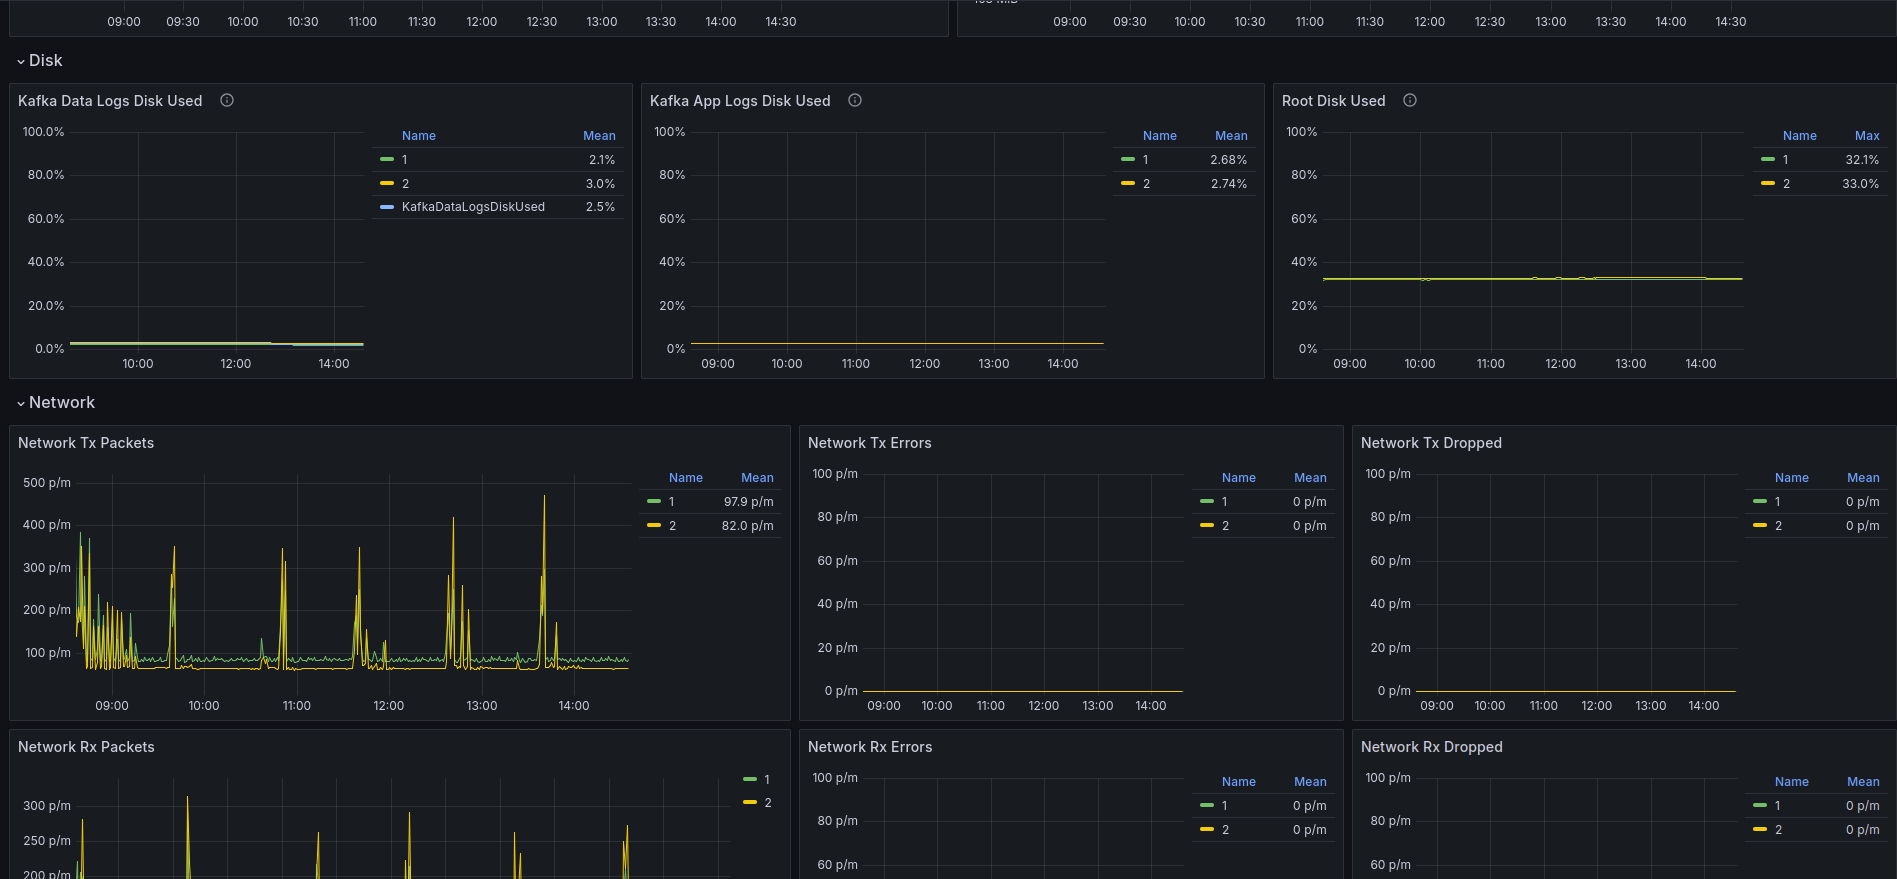 09:00 09:30 10:00 10:30 11:00 11:30 12:00 12:30 13:00 13:30 14:00 14:30
09:00 09:30 10:00 10:30 11:00 11:30 12:00 12:30 13:00 13:30 14:00 14:30
Disk
Kafka Data Logs Disk Used
100.0%
80.0%
60.0%
40.0%
20.0%
0.0%
10:00 12:00 14:00
Name Mean
1 2.1%
2 3.0%
KafkaDataLogsDiskUsed 2.5%
Kafka App Logs Disk Used
100%
80%
60%
40%
20%
0%
09:00 10:00 11:00 12:00 13:00 14:00
Name Mean
1 2.68%
2 2.74%
Root Disk Used
100%
80%
60%
40%
20%
0%
09:00 10:00 11:00 12:00 13:00 14:00
Name Max
1 32.1%
2 33.0%
Network
Network Tx Packets
500 p/m
400 p/m
300 p/m
200 p/m
100 p/m
09:00 10:00 11:00 12:00 13:00 14:00
Name Mean
1 97.9 p/m
2 82.0 p/m
Network Tx Errors
100 p/m
80 p/m
60 p/m
40 p/m
20 p/m
0 p/m
09:00 10:00 11:00 12:00 13:00 14:00
Name Mean
1 0 p/m
2 0 p/m
Network Tx Dropped
100 p/m
80 p/m
60 p/m
40 p/m
20 p/m
0 p/m
09:00 10:00 11:00 12:00 13:00 14:00
Name Mean
1 0 p/m
2 0 p/m
Network Rx Packets
300 p/m
250 p/m
200 p/m
1
2
Network Rx Errors
100 p/m
80 p/m
60 p/m
Name Mean
1 0 p/m
2 0 p/m
Network Rx Dropped
100 p/m
80 p/m
60 p/m
Name Mean
1 0 p/m
2 0 p/m